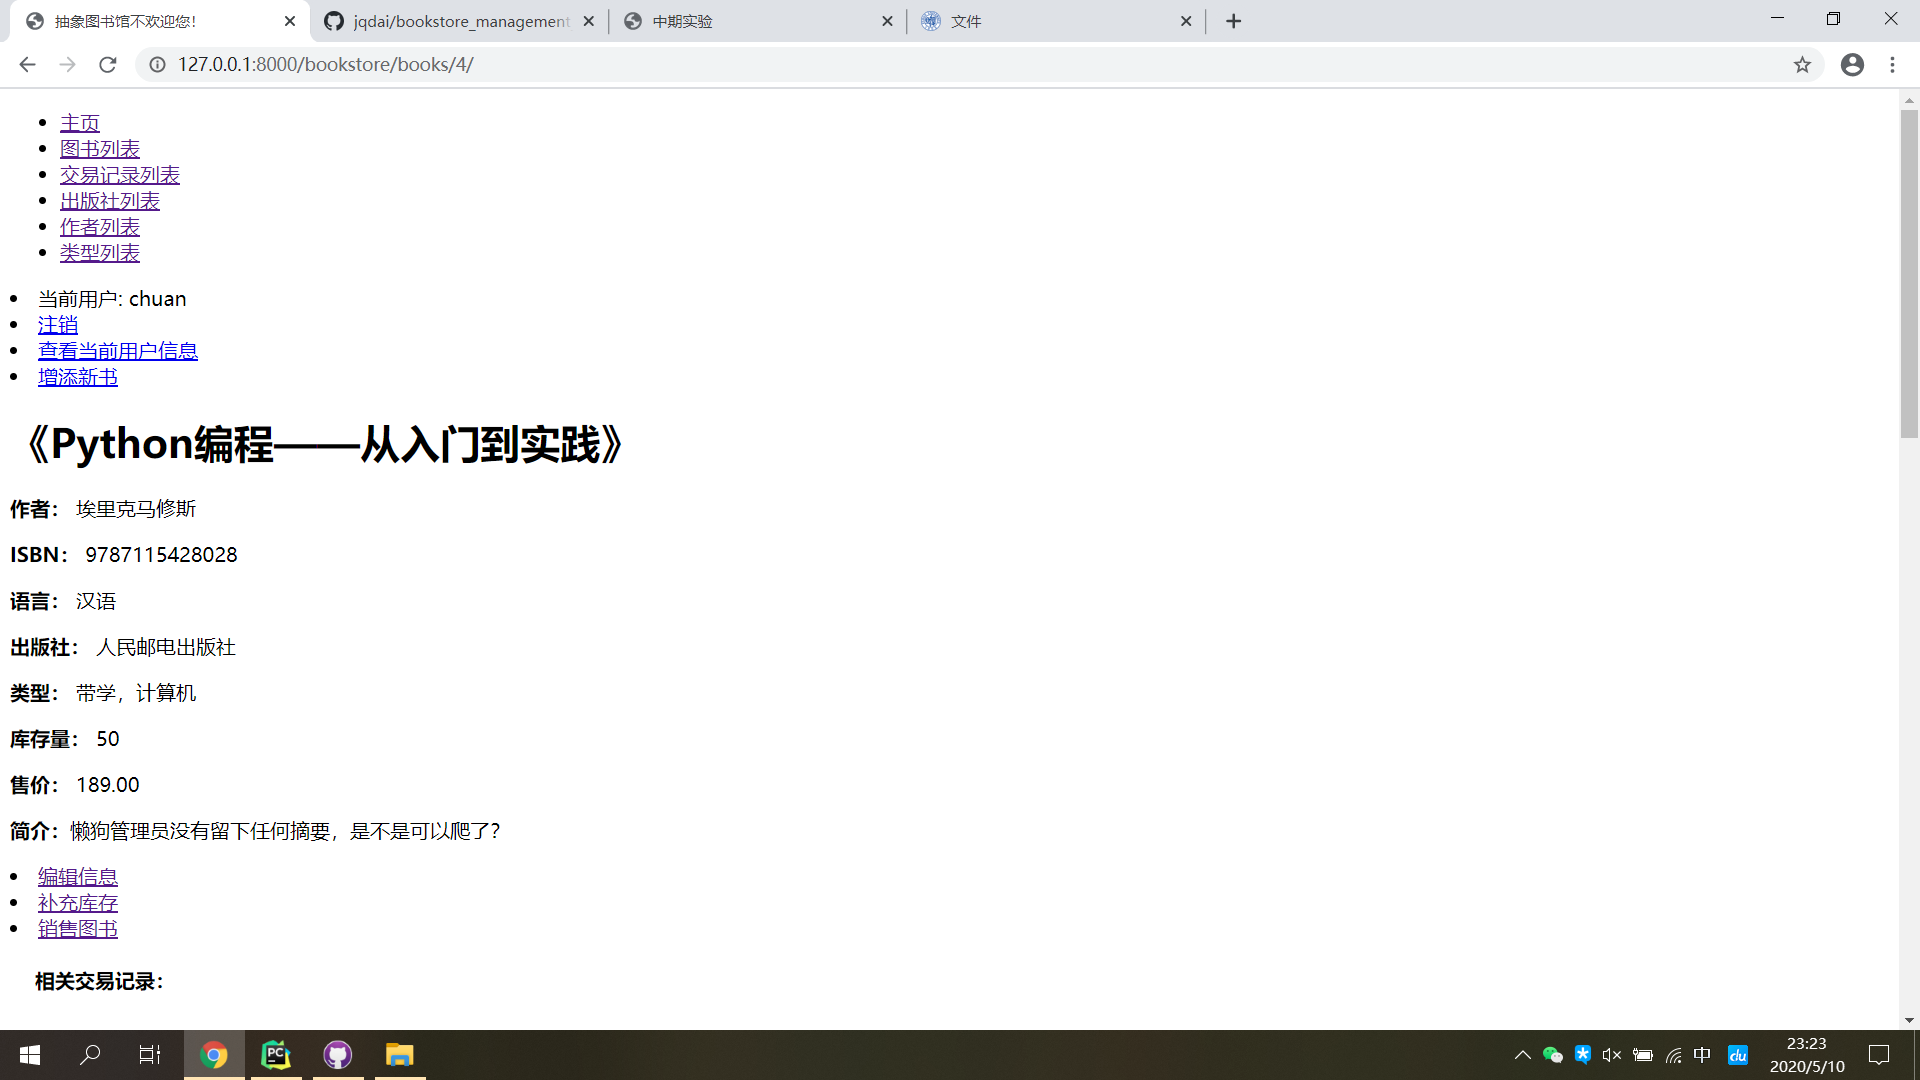 抽象图书馆不欢迎您!
jqdai/bookstore_management
中期实验
文件
127.0.0.1:8000/bookstore/books/4/
主页
图书列表
交易记录列表
出版社列表
作者列表
类型列表
当前用户: chuan
注销
查看当前用户信息
增添新书
《Python编程——从入门到实践》
作者： 埃里克马修斯
ISBN： 9787115428028
语言： 汉语
出版社： 人民邮电出版社
类型： 带学，计算机
库存量： 50
售价： 189.00
简介：懒狗管理员没有留下任何摘要，是不是可以爬了？
编辑信息
补充库存
销售图书
相关交易记录：
PC
中
du
23:23
2020/5/10